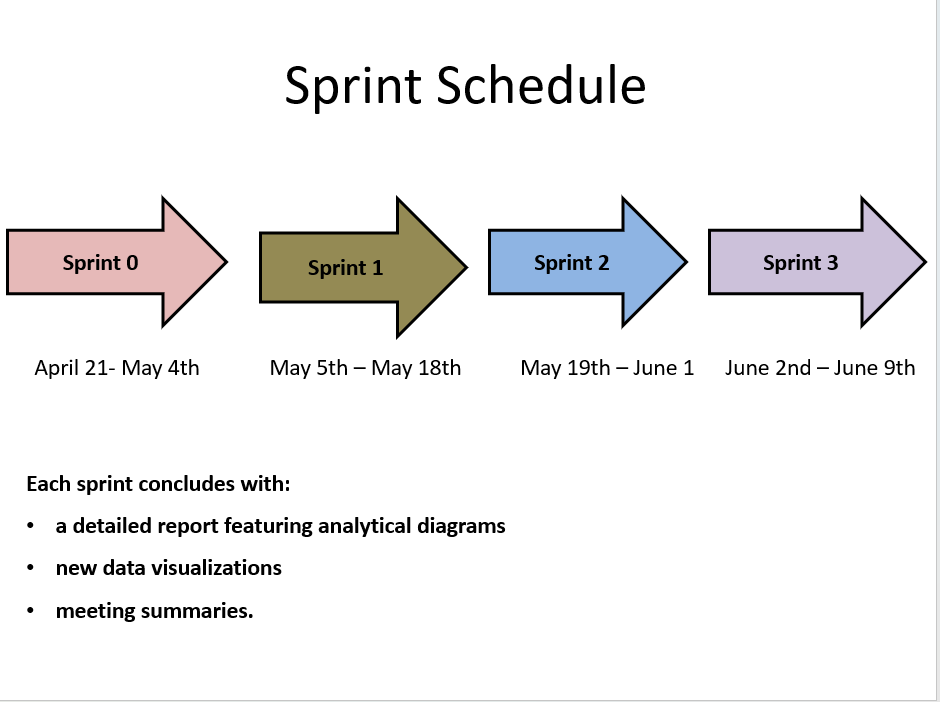 Sprint Schedule
Sprint 0
Sprint 1
Sprint 2
Sprint 3
April 21- May 4th
May 5th – May 18th
May 19th – June 1
June 2nd – June 9th
Each sprint concludes with:
• a detailed report featuring analytical diagrams
• new data visualizations
• meeting summaries.